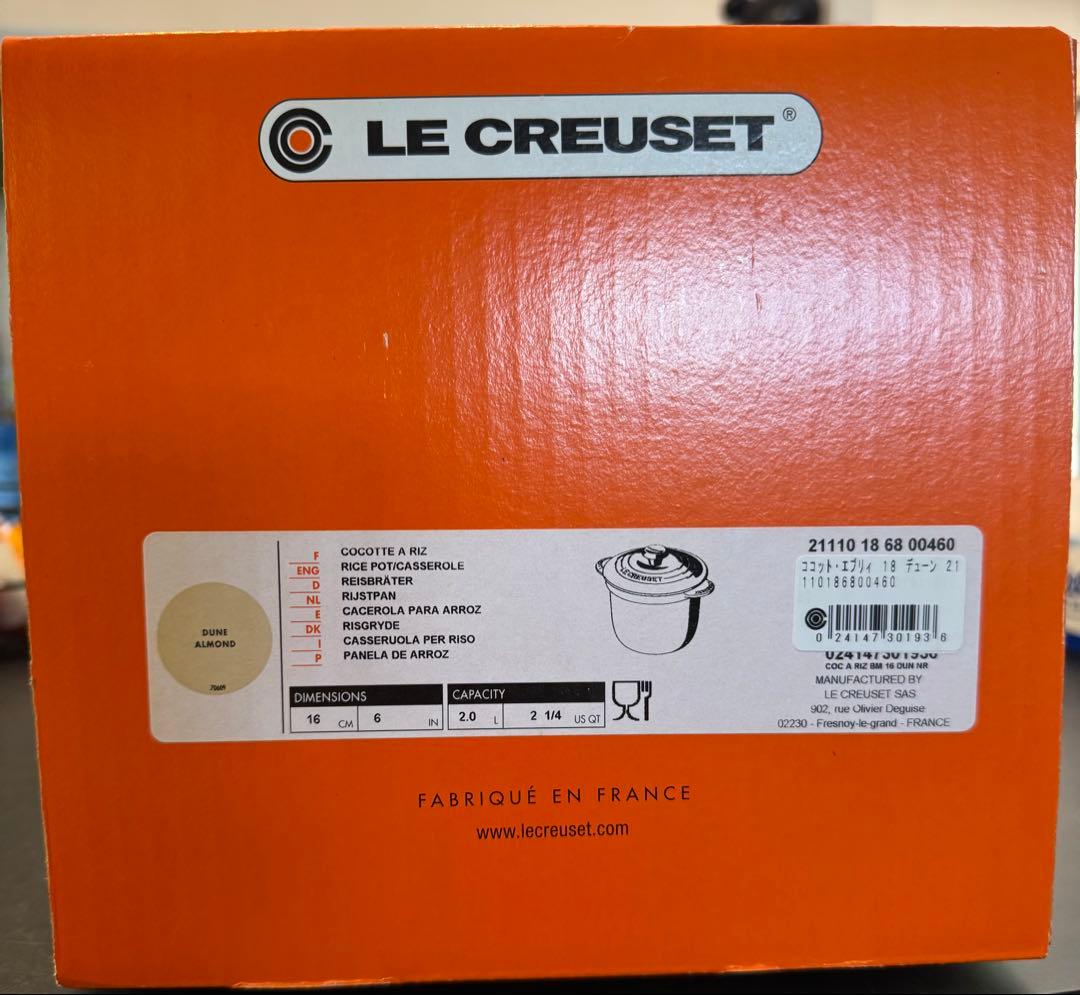 LE CREUSET®
DUNE
ALMOND
70609
F COCOTTE A RIZ
ENG RICE POT/CASSEROLE
D REISBRÄTER
NL RIJSTPAN
E CACEROLA PARA ARROZ
DK RISGRYDE
I CASSERUOLA PER RISO
P PANELA DE ARROZ
DIMENSIONS
16 CM 6 IN
CAPACITY
2.0 L 2 1/4 US QT
LE CREUSET
21110 18 68 00460
ココット・エブリィ 18 デューン 21
110186800460
0 24147 30193 6
024147301936
COC A RIZ BM 16 DUN NR
MANUFACTURED BY
LE CREUSET SAS
902, rue Olivier Deguise
02230 - Fresnoy-le-grand - FRANCE
FABRIQUÉ EN FRANCE
www.lecreuset.com